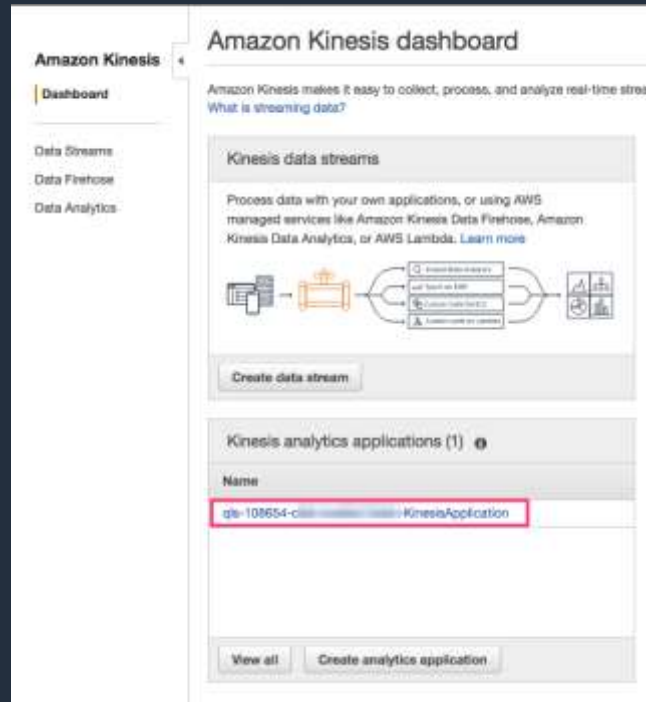 Amazon Kinesis
Dashboard
Data Streams
Data Firehose
Data Analytics
Amazon Kinesis dashboard
Amazon Kinesis makes it easy to collect, process, and analyze real-time strea
What is streaming data?
Kinesis data streams
Process data with your own applications, or using AWS
managed services like Amazon Kinesis Data Firehose, Amazon
Kinesis Data Analytics, or AWS Lambda. Learn more
Create data stream
Kinesis analytics applications (1)
Name
qls-108654-c KinesisApplication
View all
Create analytics application